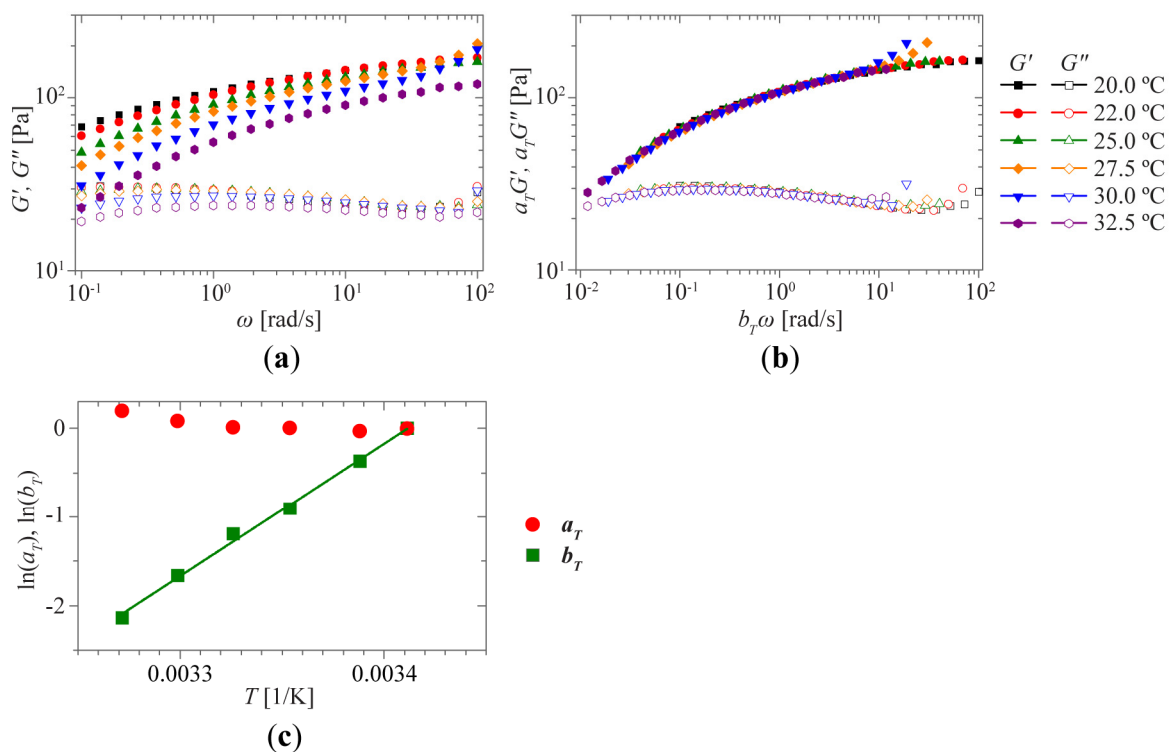 G′, G″ [Pa]
10²
10¹
10⁻¹ 10⁰ 10¹ 10²
ω [rad/s]
(a)
a_T G′, a_T G″ [Pa]
10²
10¹
10⁻² 10⁻¹ 10⁰ 10¹ 10²
b_T ω [rad/s]
(b)
G′ G″
20.0 ºC
22.0 ºC
25.0 ºC
27.5 ºC
30.0 ºC
32.5 ºC
ln(a_T), ln(b_T)
0
-1
-2
0.0033 0.0034
T [1/K]
(c)
a_T
b_T